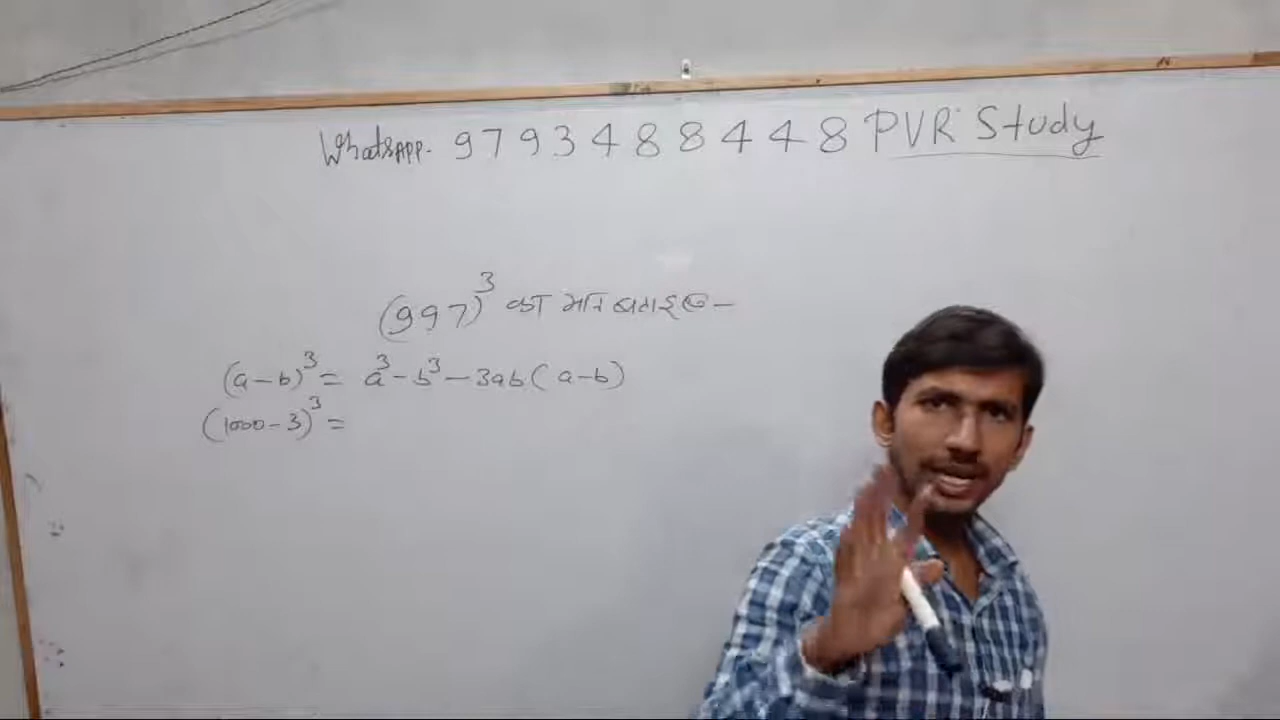 WhatsAPP. 9793488448 PVR Study
(997)³ का मान बताइए—
(a-b)³ = a³-b³-3ab(a-b)
(1000-3)³ =